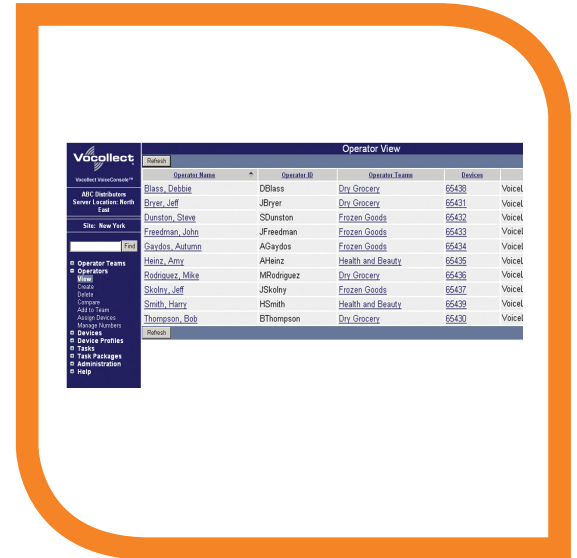 Vocollect
Vocollect VoiceConsole™
ABC Distributors
Server Location: North
East
Site: New York
Find
Operator Teams
Operators
View
Create
Delete
Compare
Add to Team
Assign Devices
Manage Numbers
Devices
Device Profiles
Tasks
Task Packages
Administration
Help
Operator View
Refresh
Operator Name Operator ID Operator Teams Devices
Blass, Debbie DBlass Dry Grocery 65438 VoiceL
Bryer, Jeff JBryer Dry Grocery 65431 VoiceL
Dunston, Steve SDunston Frozen Goods 65432 VoiceL
Freedman, John JFreedman Frozen Goods 65433 VoiceL
Gaydos, Autumn AGaydos Frozen Goods 65434 VoiceL
Heinz, Amy AHeinz Health and Beauty 65435 VoiceL
Rodriguez, Mike MRodriguez Dry Grocery 65436 VoiceL
Skolny, Jeff JSkolny Frozen Goods 65437 VoiceL
Smith, Harry HSmith Health and Beauty 65439 VoiceL
Thompson, Bob BThompson Dry Grocery 65430 VoiceL
Refresh